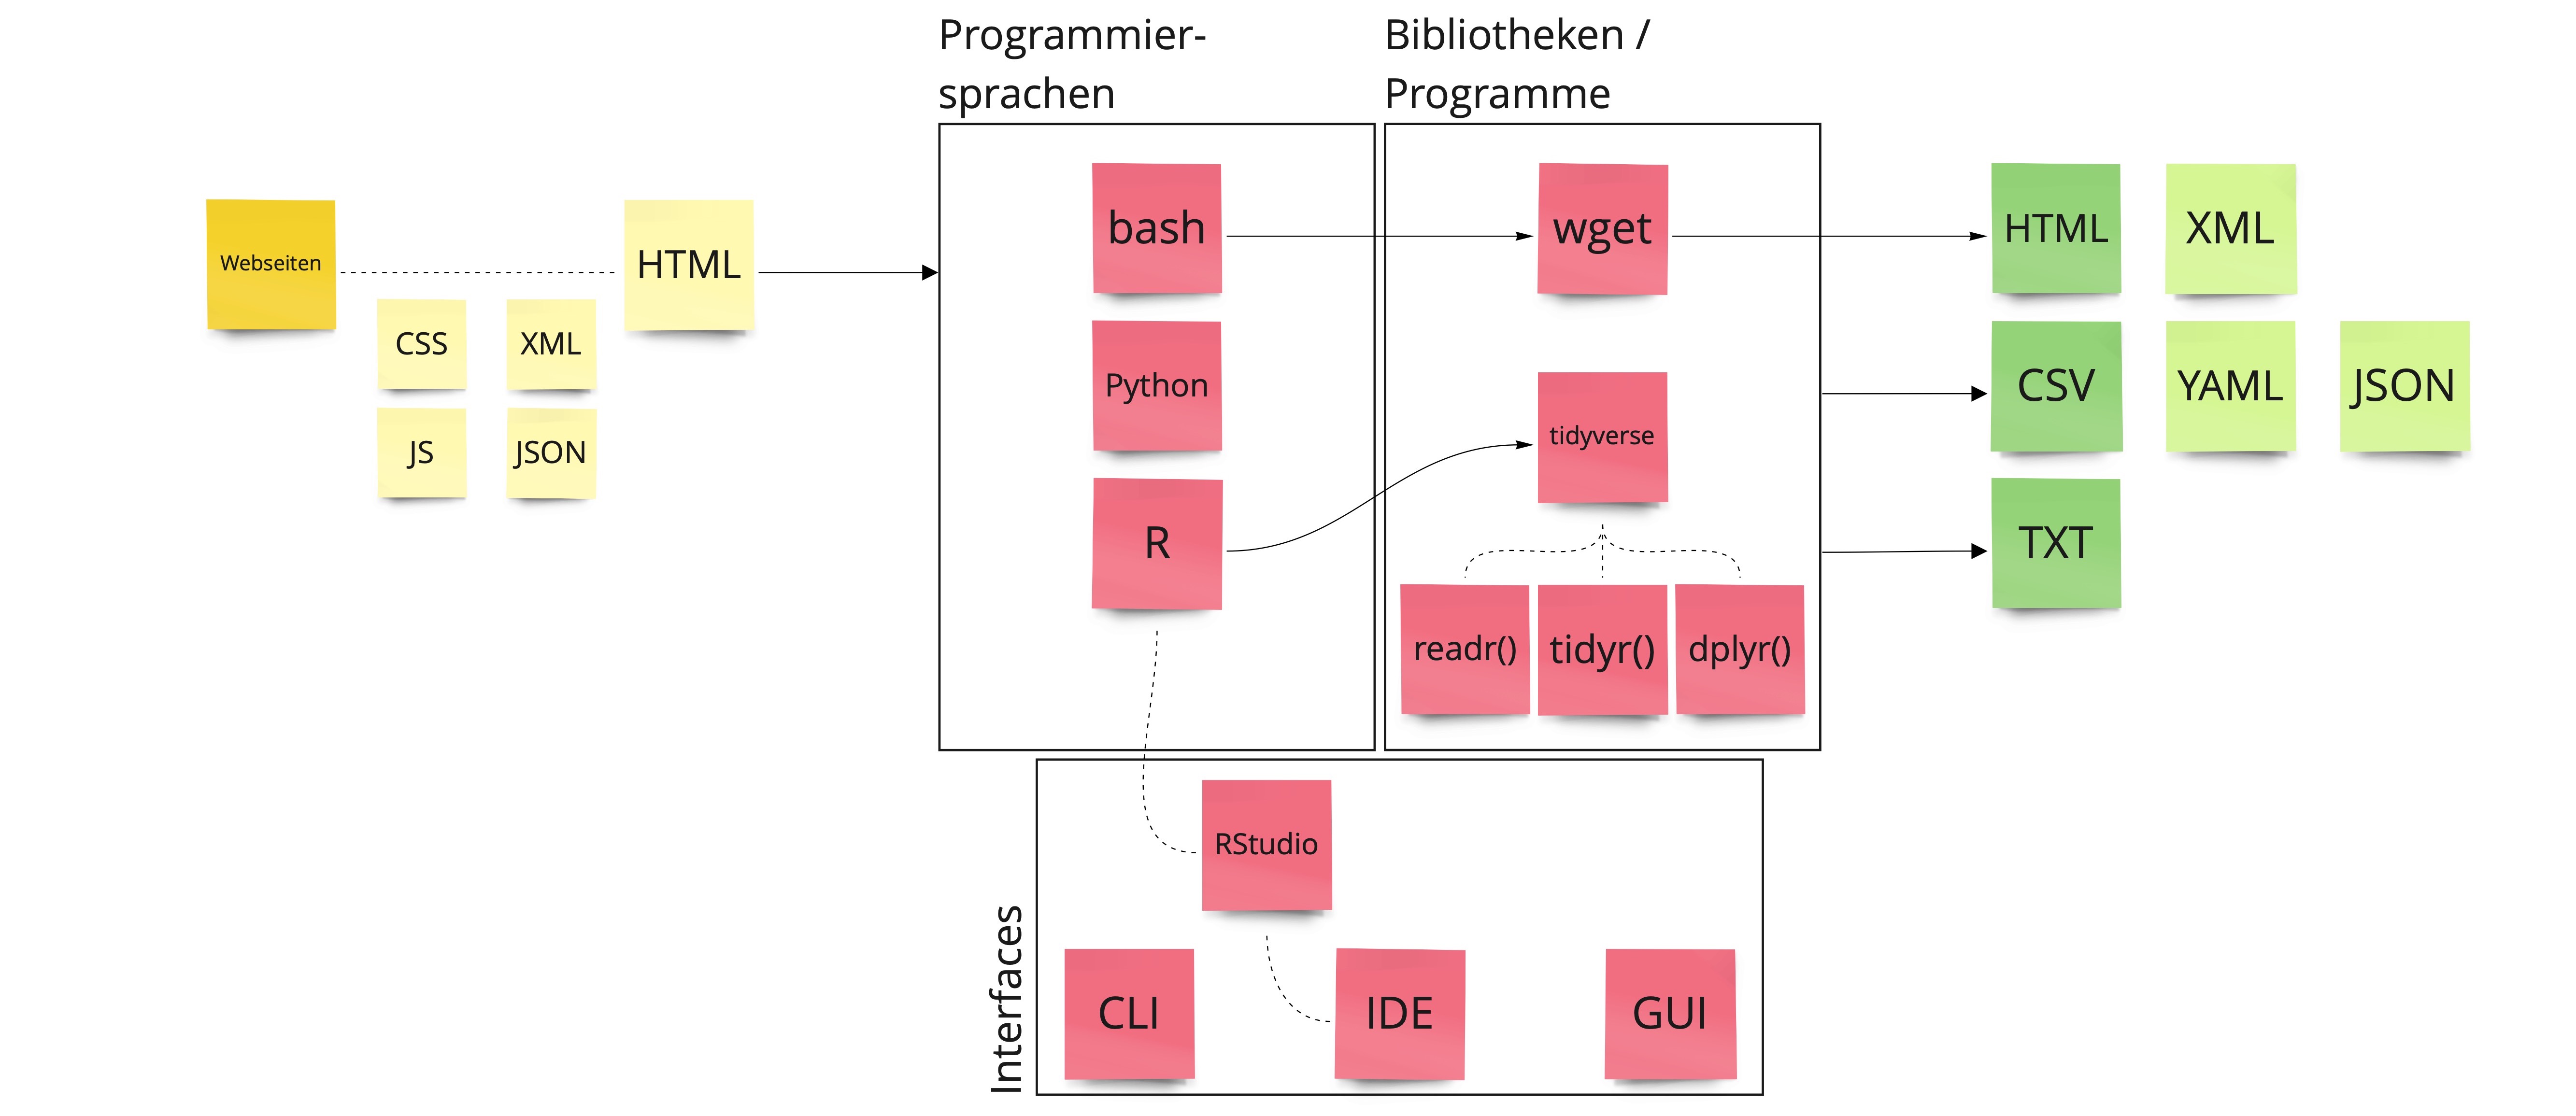 Programmier-
sprachen
Bibliotheken /
Programme
Webseiten
HTML
CSS
XML
JS
JSON
bash
Python
R
wget
tidyverse
readr()
tidyr()
dplyr()
HTML
XML
CSV
YAML
JSON
TXT
Interfaces
RStudio
CLI
IDE
GUI